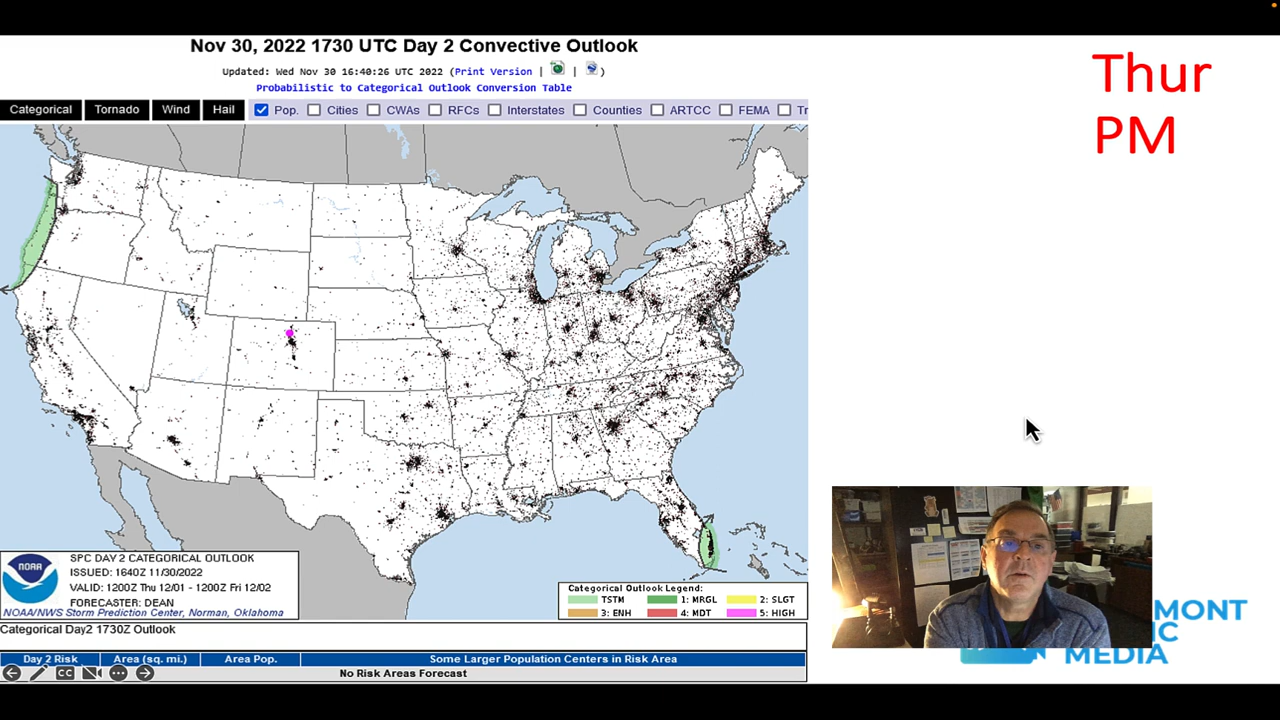 Nov 30, 2022 1730 UTC Day 2 Convective Outlook
Updated: Wed Nov 30 16:40:26 UTC 2022 (Print Version | | )
Probabilistic to Categorical Outlook Conversion Table
Categorical Tornado Wind Hail Pop. Cities CWAs RFCs Interstates Counties ARTCC FEMA Tr
Thur
PM
NOAA
SPC DAY 2 CATEGORICAL OUTLOOK
ISSUED: 1640Z 11/30/2022
VALID: 1200Z Thu 12/01 - 1200Z Fri 12/02
FORECASTER: DEAN
NOAA/NWS Storm Prediction Center, Norman, Oklahoma
Categorical Outlook Legend:
TSTM 1: MRGL 2: SLGT
3: ENH 4: MDT 5: HIGH
Categorical Day2 1730Z Outlook
Day 2 Risk Area (sq. mi.) Area Pop. Some Larger Population Centers in Risk Area
No Risk Areas Forecast
CC
MONT
IC
MEDIA